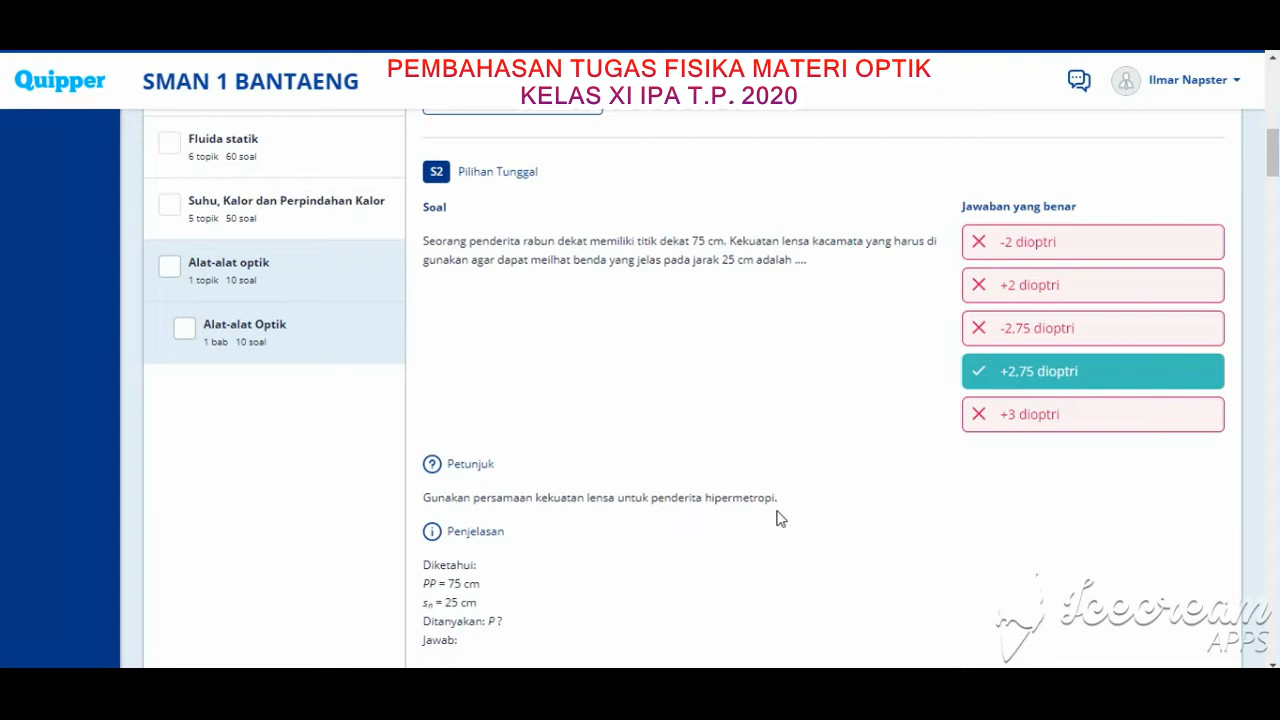 Quipper
SMAN 1 BANTAENG
PEMBAHASAN TUGAS FISIKA MATERI OPTIK
KELAS XI IPA T.P. 2020
Ilmar Napster
Fluida statik
6 topik 60 soal
Suhu, Kalor dan Perpindahan Kalor
5 topik 50 soal
Alat-alat optik
1 topik 10 soal
Alat-alat Optik
1 bab 10 soal
S2 Pilihan Tunggal
Soal
Seorang penderita rabun dekat memiliki titik dekat 75 cm. Kekuatan lensa kacamata yang harus di
gunakan agar dapat meilhat benda yang jelas pada jarak 25 cm adalah ....
Jawaban yang benar
-2 dioptri
+2 dioptri
-2,75 dioptri
+2,75 dioptri
+3 dioptri
Petunjuk
Gunakan persamaan kekuatan lensa untuk penderita hipermetropi.
Penjelasan
Diketahui:
PP = 75 cm
sn = 25 cm
Ditanyakan: P ?
Jawab:
Icecream
APPS